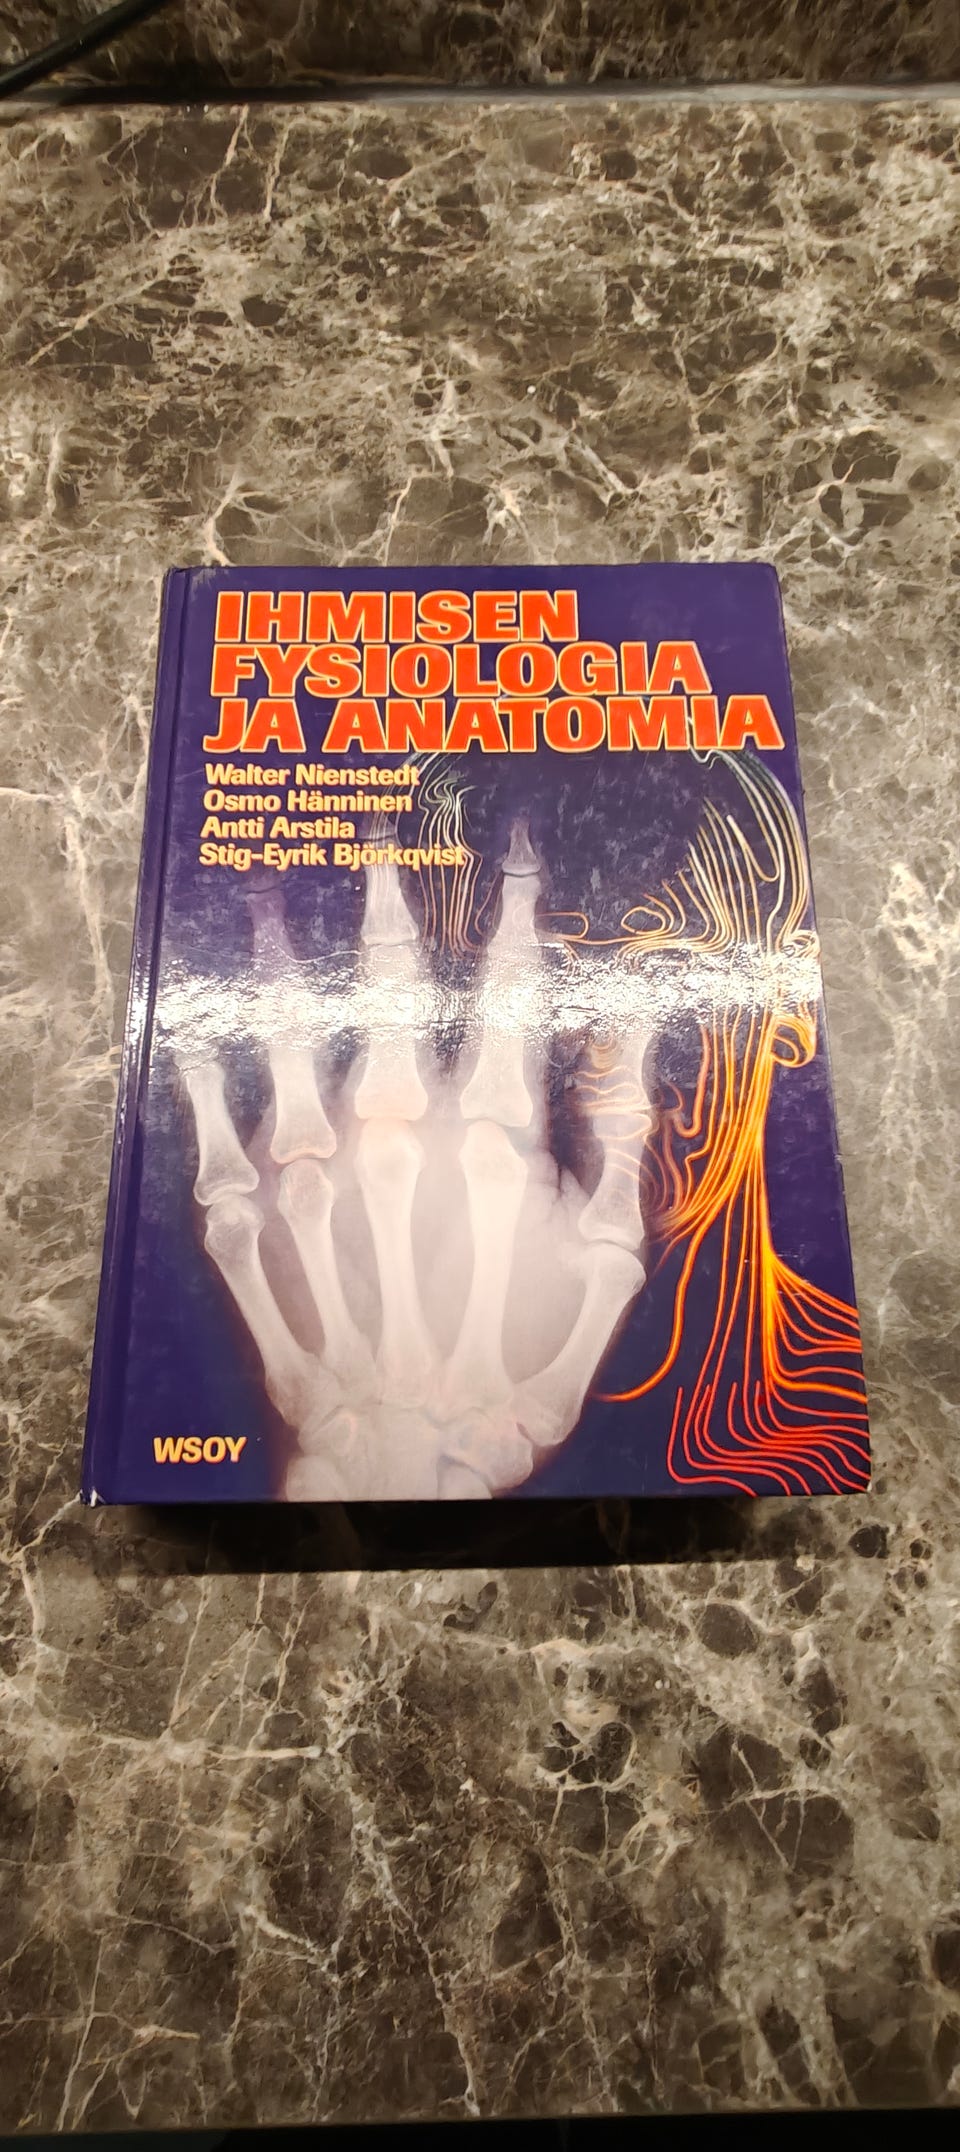 IHMISEN
FYSIOLOGIA
JA ANATOMIA
Walter Nienstedt
Osmo Hänninen
Antti Arstila
Stig-Eyrik Björkqvist
WSOY